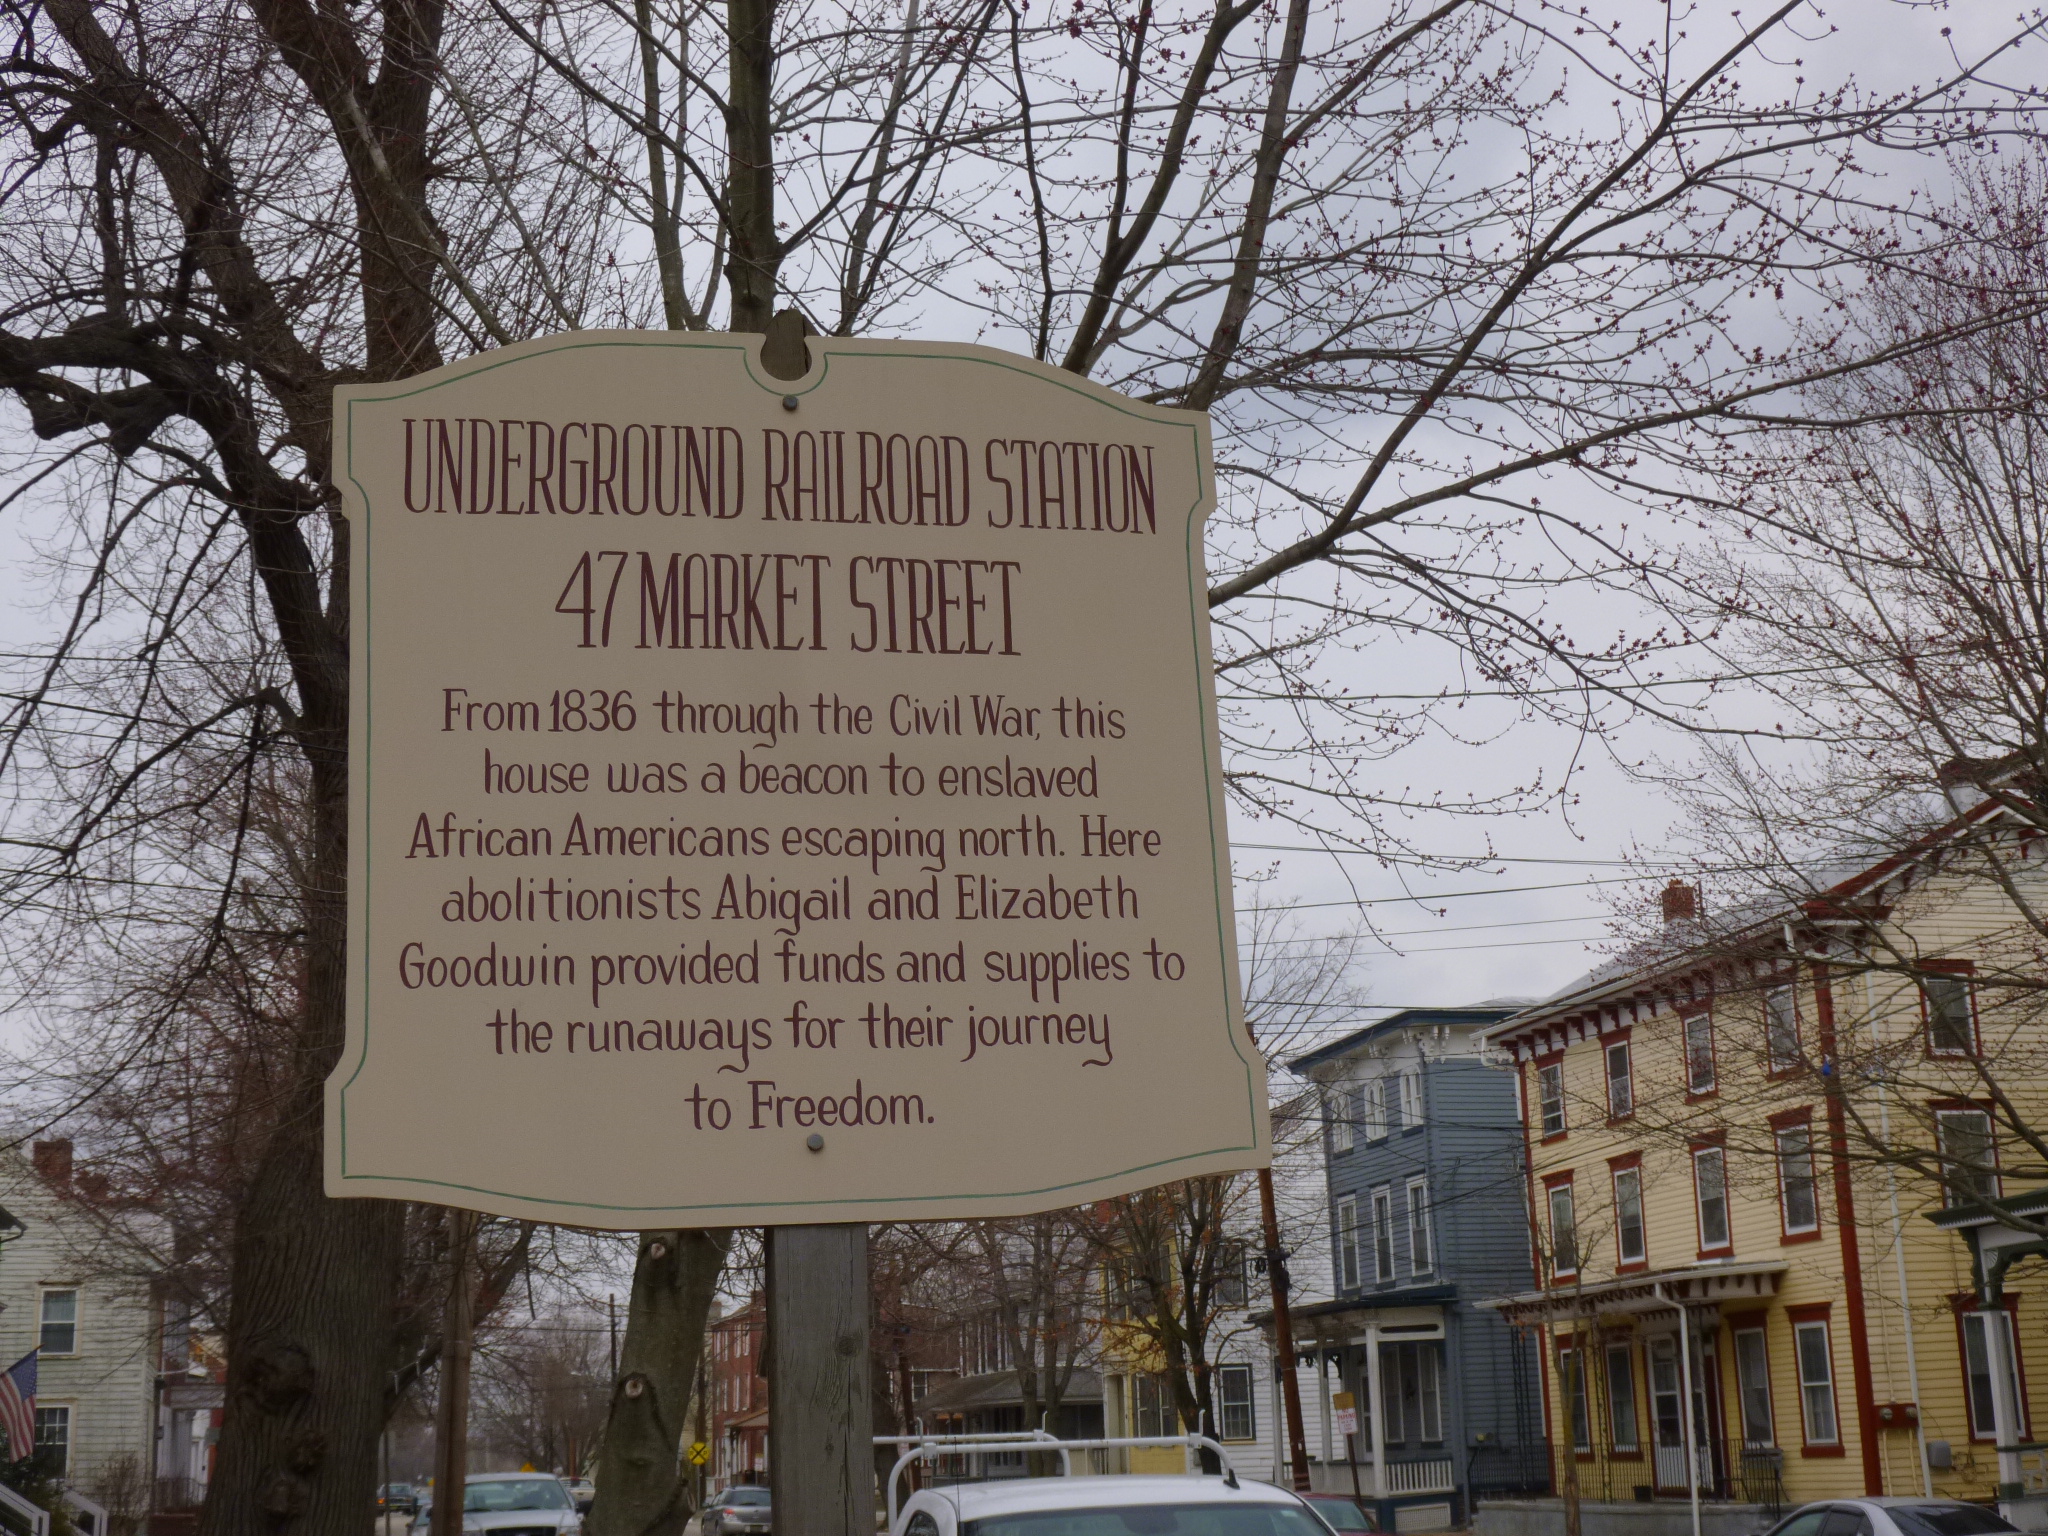 UNDERGROUND RAILROAD STATION
47 MARKET STREET
From 1836 through the Civil War, this
house was a beacon to enslaved
African Americans escaping north. Here
abolitionists Abigail and Elizabeth
Goodwin provided funds and supplies to
the runaways for their journey
to Freedom.